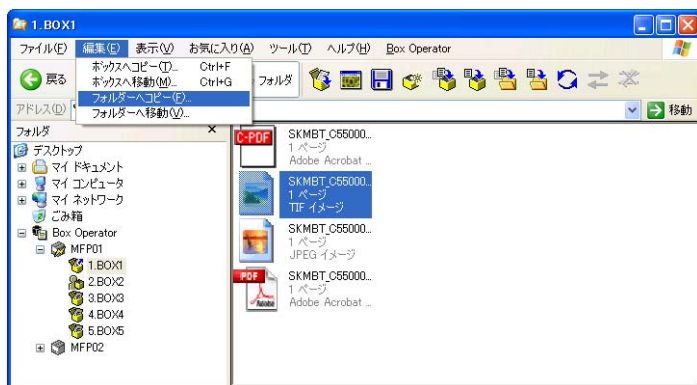 1.BOX1
ファイル(F) 編集(E) 表示(V) お気に入り(A) ツール(T) ヘルプ(H) Box Operator
ボックスへコピー(T)... Ctrl+F
ボックスへ移動(M)... Ctrl+G
フォルダーへコピー(F)...
フォルダーへ移動(V)...
戻る
フォルダ
アドレス(D)
移動
フォルダ
×
デスクトップ
マイ ドキュメント
マイ コンピュータ
マイ ネットワーク
ごみ箱
Box Operator
MFP01
1.BOX1
2.BOX2
3.BOX3
4.BOX4
5.BOX5
MFP02
C-PDF
SKMBT_C55000...
1 ページ
Adobe Acrobat ...
SKMBT_C55000...
1 ページ
TIF イメージ
SKMBT_C55000...
1 ページ
JPEG イメージ
PDF
Adobe
SKMBT_C55000...
1 ページ
Adobe Acrobat ...